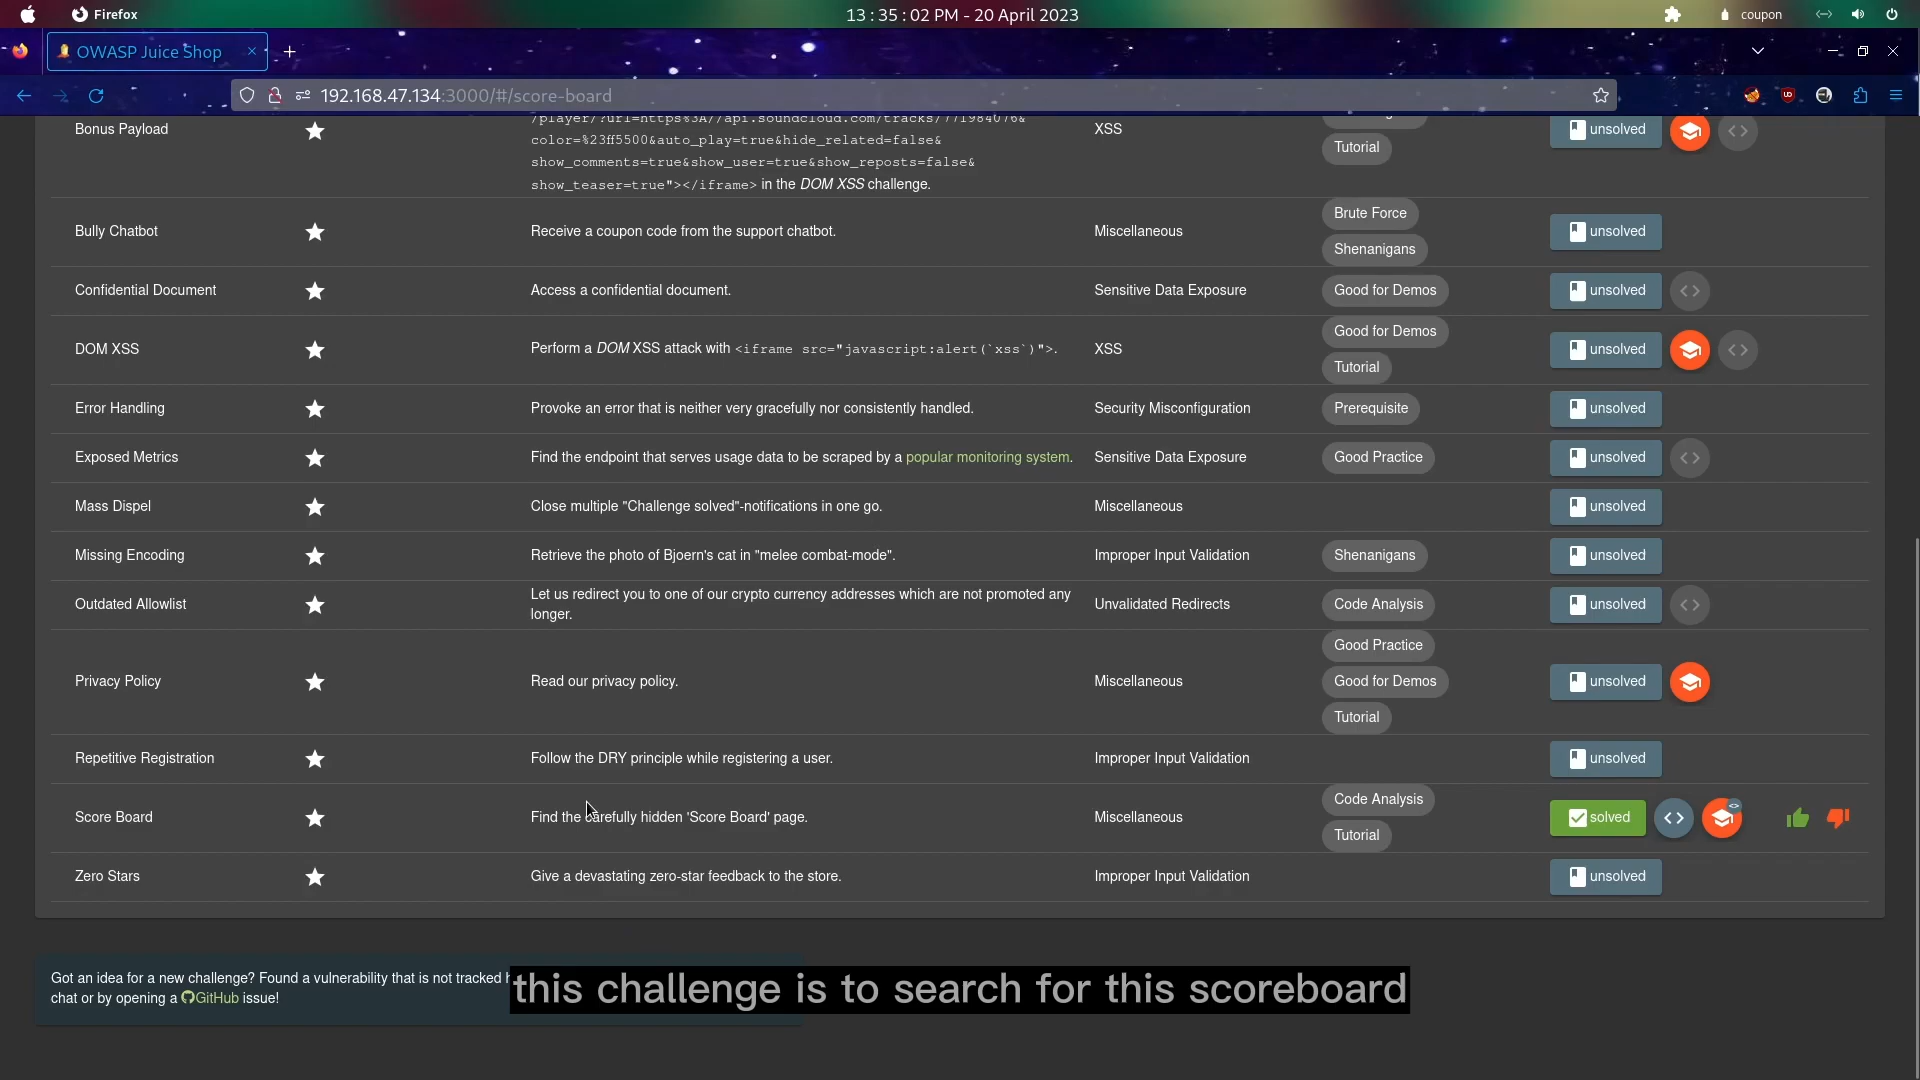 Firefox
13 : 35 : 02 PM - 20 April 2023
coupon
OWASP Juice Shop
192.168.47.134:3000/#/score-board
Bonus Payload
/player/?url=https%3A//api.soundcloud.com/tracks/771984076&
color=%23ff5500&auto_play=true&hide_related=false&
show_comments=true&show_user=true&show_reposts=false&
show_teaser=true"></iframe> in the DOM XSS challenge.
XSS
Tutorial
unsolved
Bully Chatbot
Receive a coupon code from the support chatbot.
Miscellaneous
Brute Force
Shenanigans
unsolved
Confidential Document
Access a confidential document.
Sensitive Data Exposure
Good for Demos
unsolved
DOM XSS
Perform a DOM XSS attack with <iframe src="javascript:alert(`xss`)">.
XSS
Good for Demos
Tutorial
unsolved
Error Handling
Provoke an error that is neither very gracefully nor consistently handled.
Security Misconfiguration
Prerequisite
unsolved
Exposed Metrics
Find the endpoint that serves usage data to be scraped by a popular monitoring system.
Sensitive Data Exposure
Good Practice
unsolved
Mass Dispel
Close multiple "Challenge solved"-notifications in one go.
Miscellaneous
unsolved
Missing Encoding
Retrieve the photo of Bjoern's cat in "melee combat-mode".
Improper Input Validation
Shenanigans
unsolved
Outdated Allowlist
Let us redirect you to one of our crypto currency addresses which are not promoted any
longer.
Unvalidated Redirects
Code Analysis
unsolved
Privacy Policy
Read our privacy policy.
Miscellaneous
Good Practice
Good for Demos
Tutorial
unsolved
Repetitive Registration
Follow the DRY principle while registering a user.
Improper Input Validation
unsolved
Score Board
Find the carefully hidden 'Score Board' page.
Miscellaneous
Code Analysis
Tutorial
solved
Zero Stars
Give a devastating zero-star feedback to the store.
Improper Input Validation
unsolved
Got an idea for a new challenge? Found a vulnerability that is not tracked
chat or by opening a GitHub issue!
this challenge is to search for this scoreboard